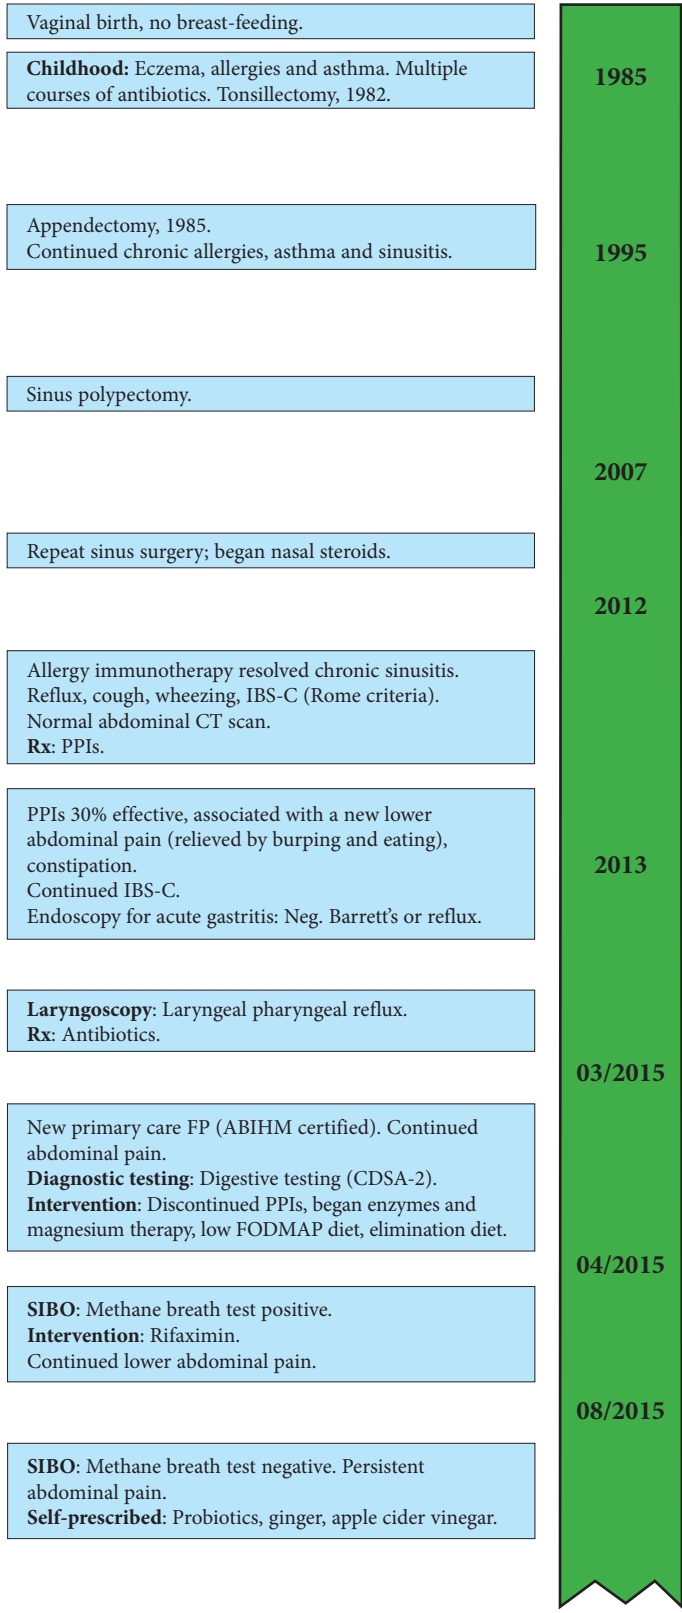 Vaginal birth, no breast-feeding.
Childhood: Eczema, allergies and asthma. Multiple
courses of antibiotics. Tonsillectomy, 1982.
1985
Appendectomy, 1985.
Continued chronic allergies, asthma and sinusitis.
1995
Sinus polypectomy.
2007
Repeat sinus surgery; began nasal steroids.
2012
Allergy immunotherapy resolved chronic sinusitis.
Reflux, cough, wheezing, IBS-C (Rome criteria).
Normal abdominal CT scan.
Rx: PPIs.
PPIs 30% effective, associated with a new lower
abdominal pain (relieved by burping and eating),
constipation.
Continued IBS-C.
Endoscopy for acute gastritis: Neg. Barrett's or reflux.
2013
Laryngoscopy: Laryngeal pharyngeal reflux.
Rx: Antibiotics.
03/2015
New primary care FP (ABIHM certified). Continued
abdominal pain.
Diagnostic testing: Digestive testing (CDSA-2).
Intervention: Discontinued PPIs, began enzymes and
magnesium therapy, low FODMAP diet, elimination diet.
04/2015
SIBO: Methane breath test positive.
Intervention: Rifaximin.
Continued lower abdominal pain.
08/2015
SIBO: Methane breath test negative. Persistent
abdominal pain.
Self-prescribed: Probiotics, ginger, apple cider vinegar.